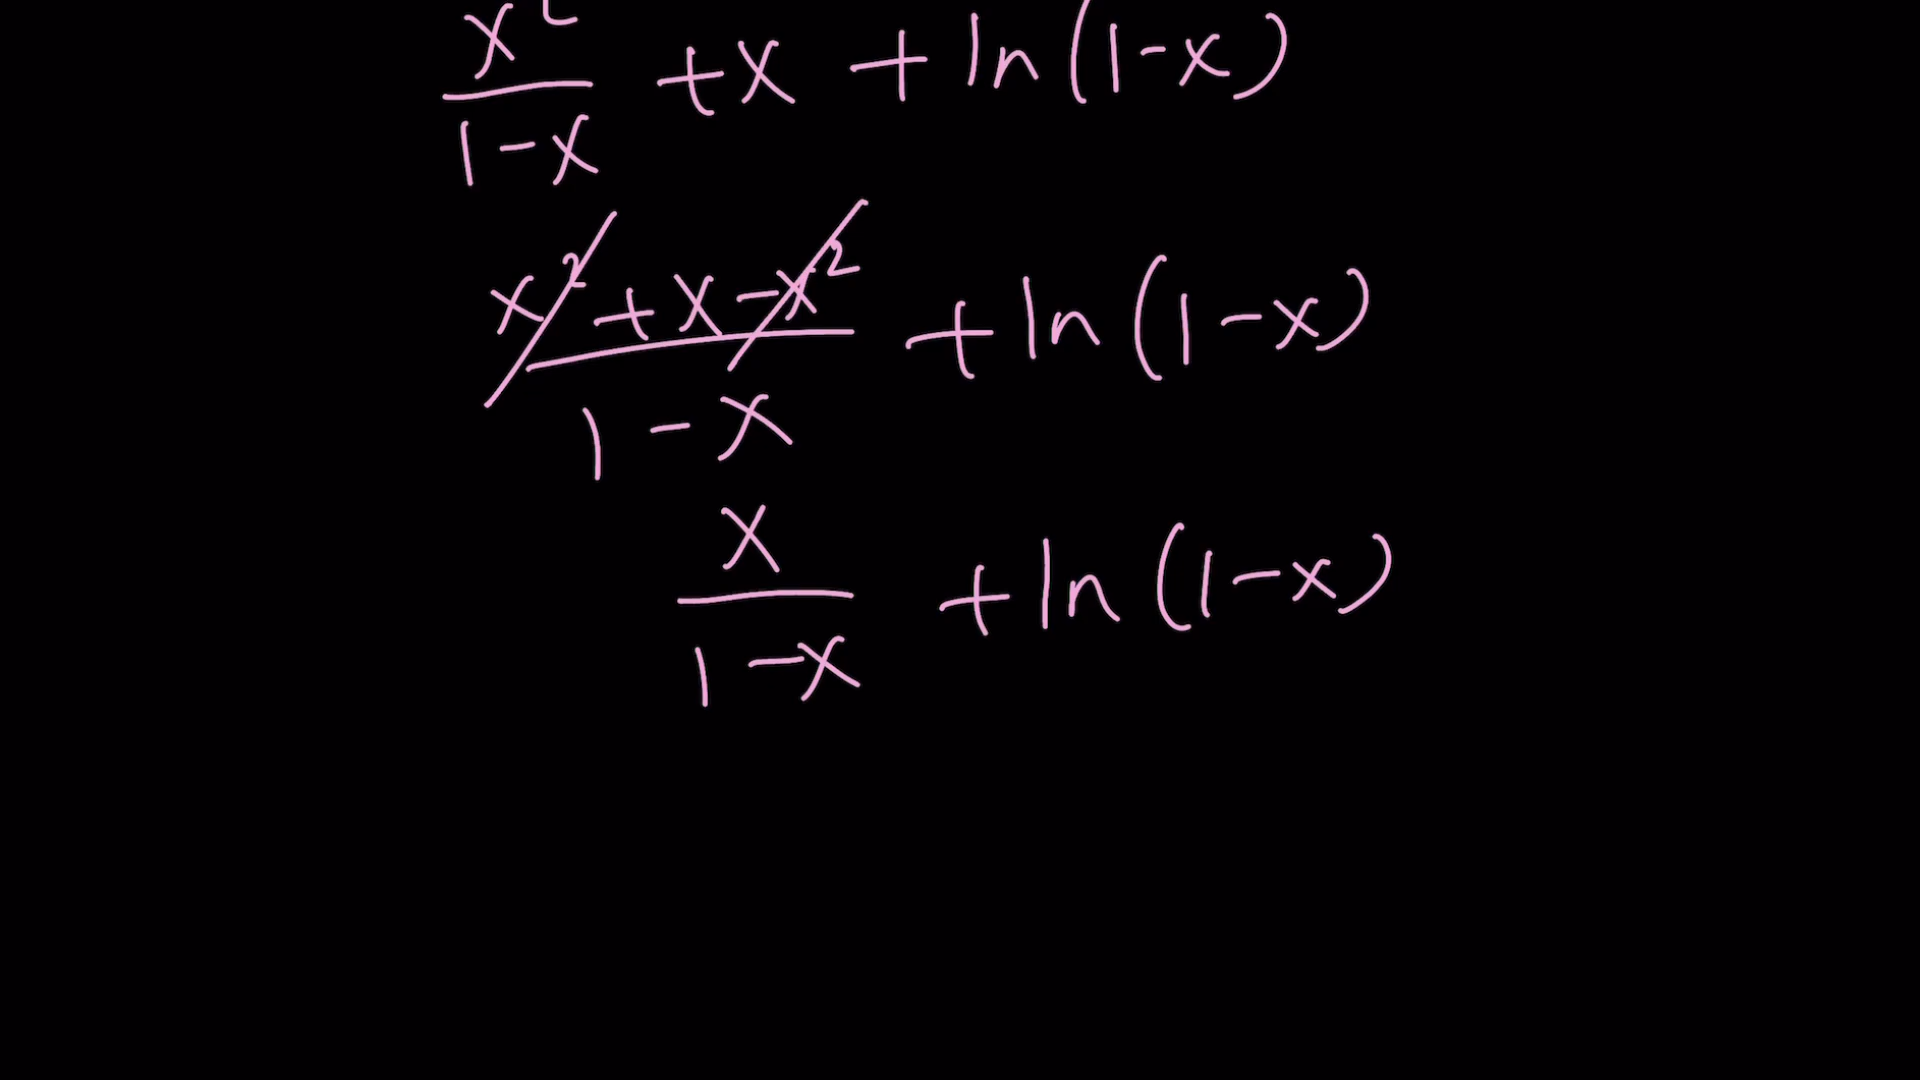 x²/(1-x) + x + ln(1-x)
(x² + x - x²)/(1-x) + ln(1-x)
x/(1-x) + ln(1-x)